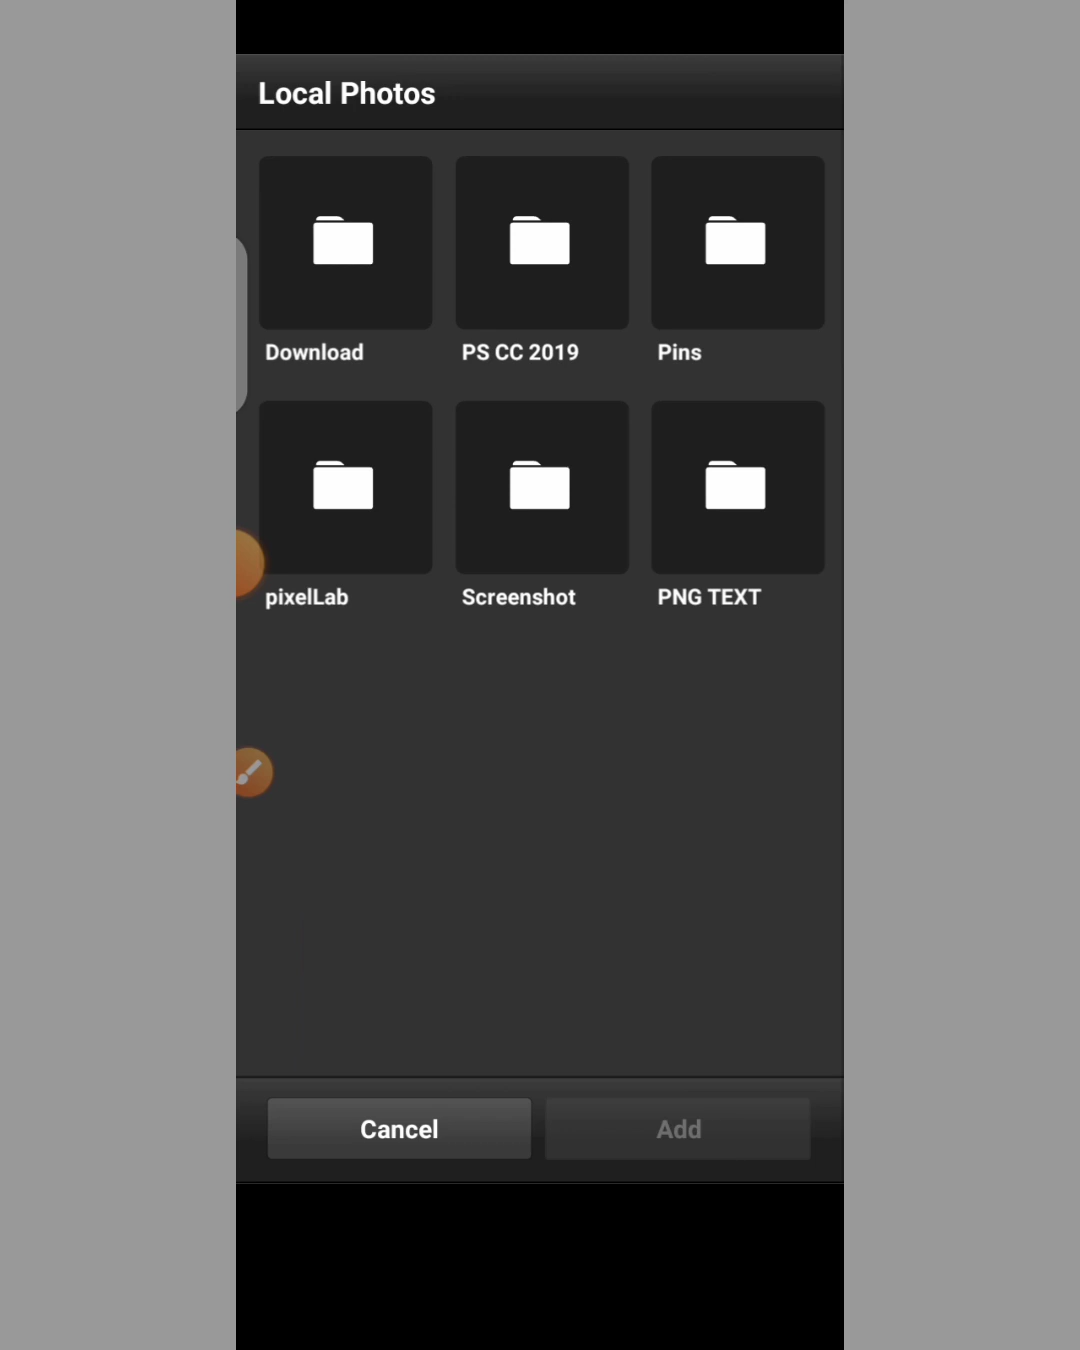 Local Photos
Download
PS CC 2019
Pins
pixelLab
Screenshot
PNG TEXT
Cancel
Add